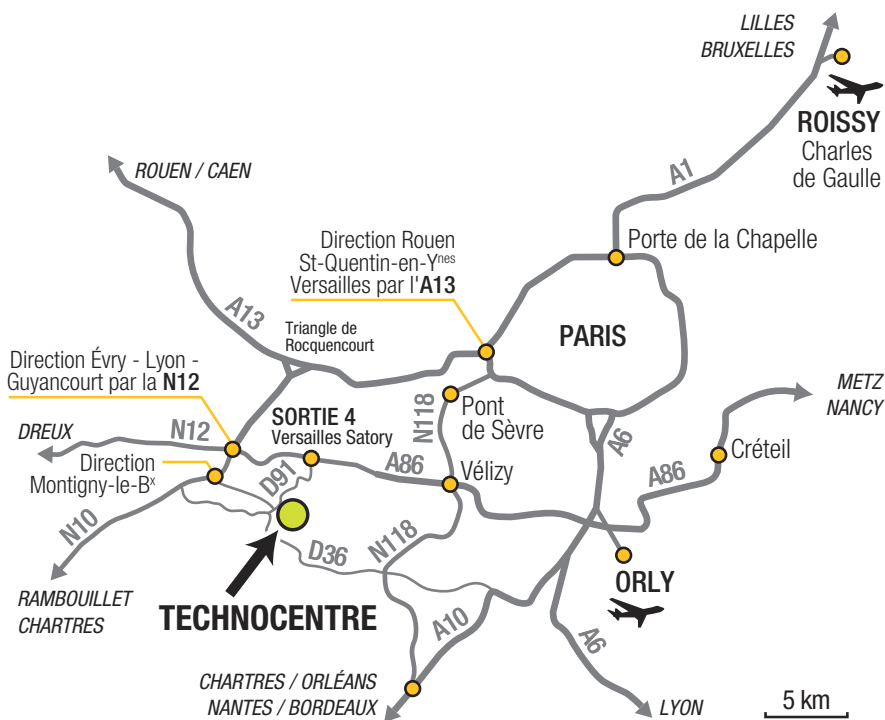 LILLES
BRUXELLES
ROISSY
Charles
de Gaulle
A1
ROUEN / CAEN
Direction Rouen
St-Quentin-en-Ynes
Versailles par l'A13
Porte de la Chapelle
A13
Triangle de
Rocquencourt
PARIS
Direction Évry - Lyon -
Guyancourt par la N12
METZ
NANCY
SORTIE 4
Versailles Satory
N118
Pont
de Sèvre
A6
DREUX
N12
Créteil
Direction
Montigny-le-Bx
D91
A86
Vélizy
A86
N10
D36
N118
ORLY
RAMBOUILLET
CHARTRES
TECHNOCENTRE
A10
A6
CHARTRES / ORLÉANS
NANTES / BORDEAUX
LYON
5 km